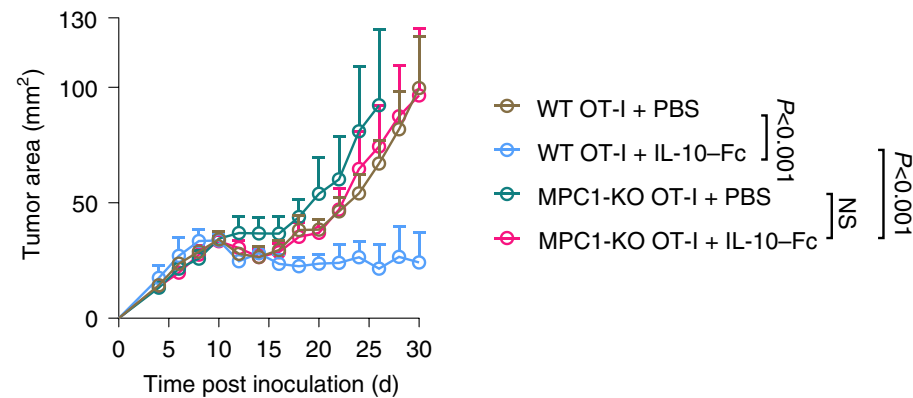 130
100
50
0
Tumor area (mm²)
0 5 10 15 20 25 30
Time post inoculation (d)
WT OT-I + PBS
WT OT-I + IL-10–Fc
MPC1-KO OT-I + PBS
MPC1-KO OT-I + IL-10–Fc
P<0.001
NS
P<0.001